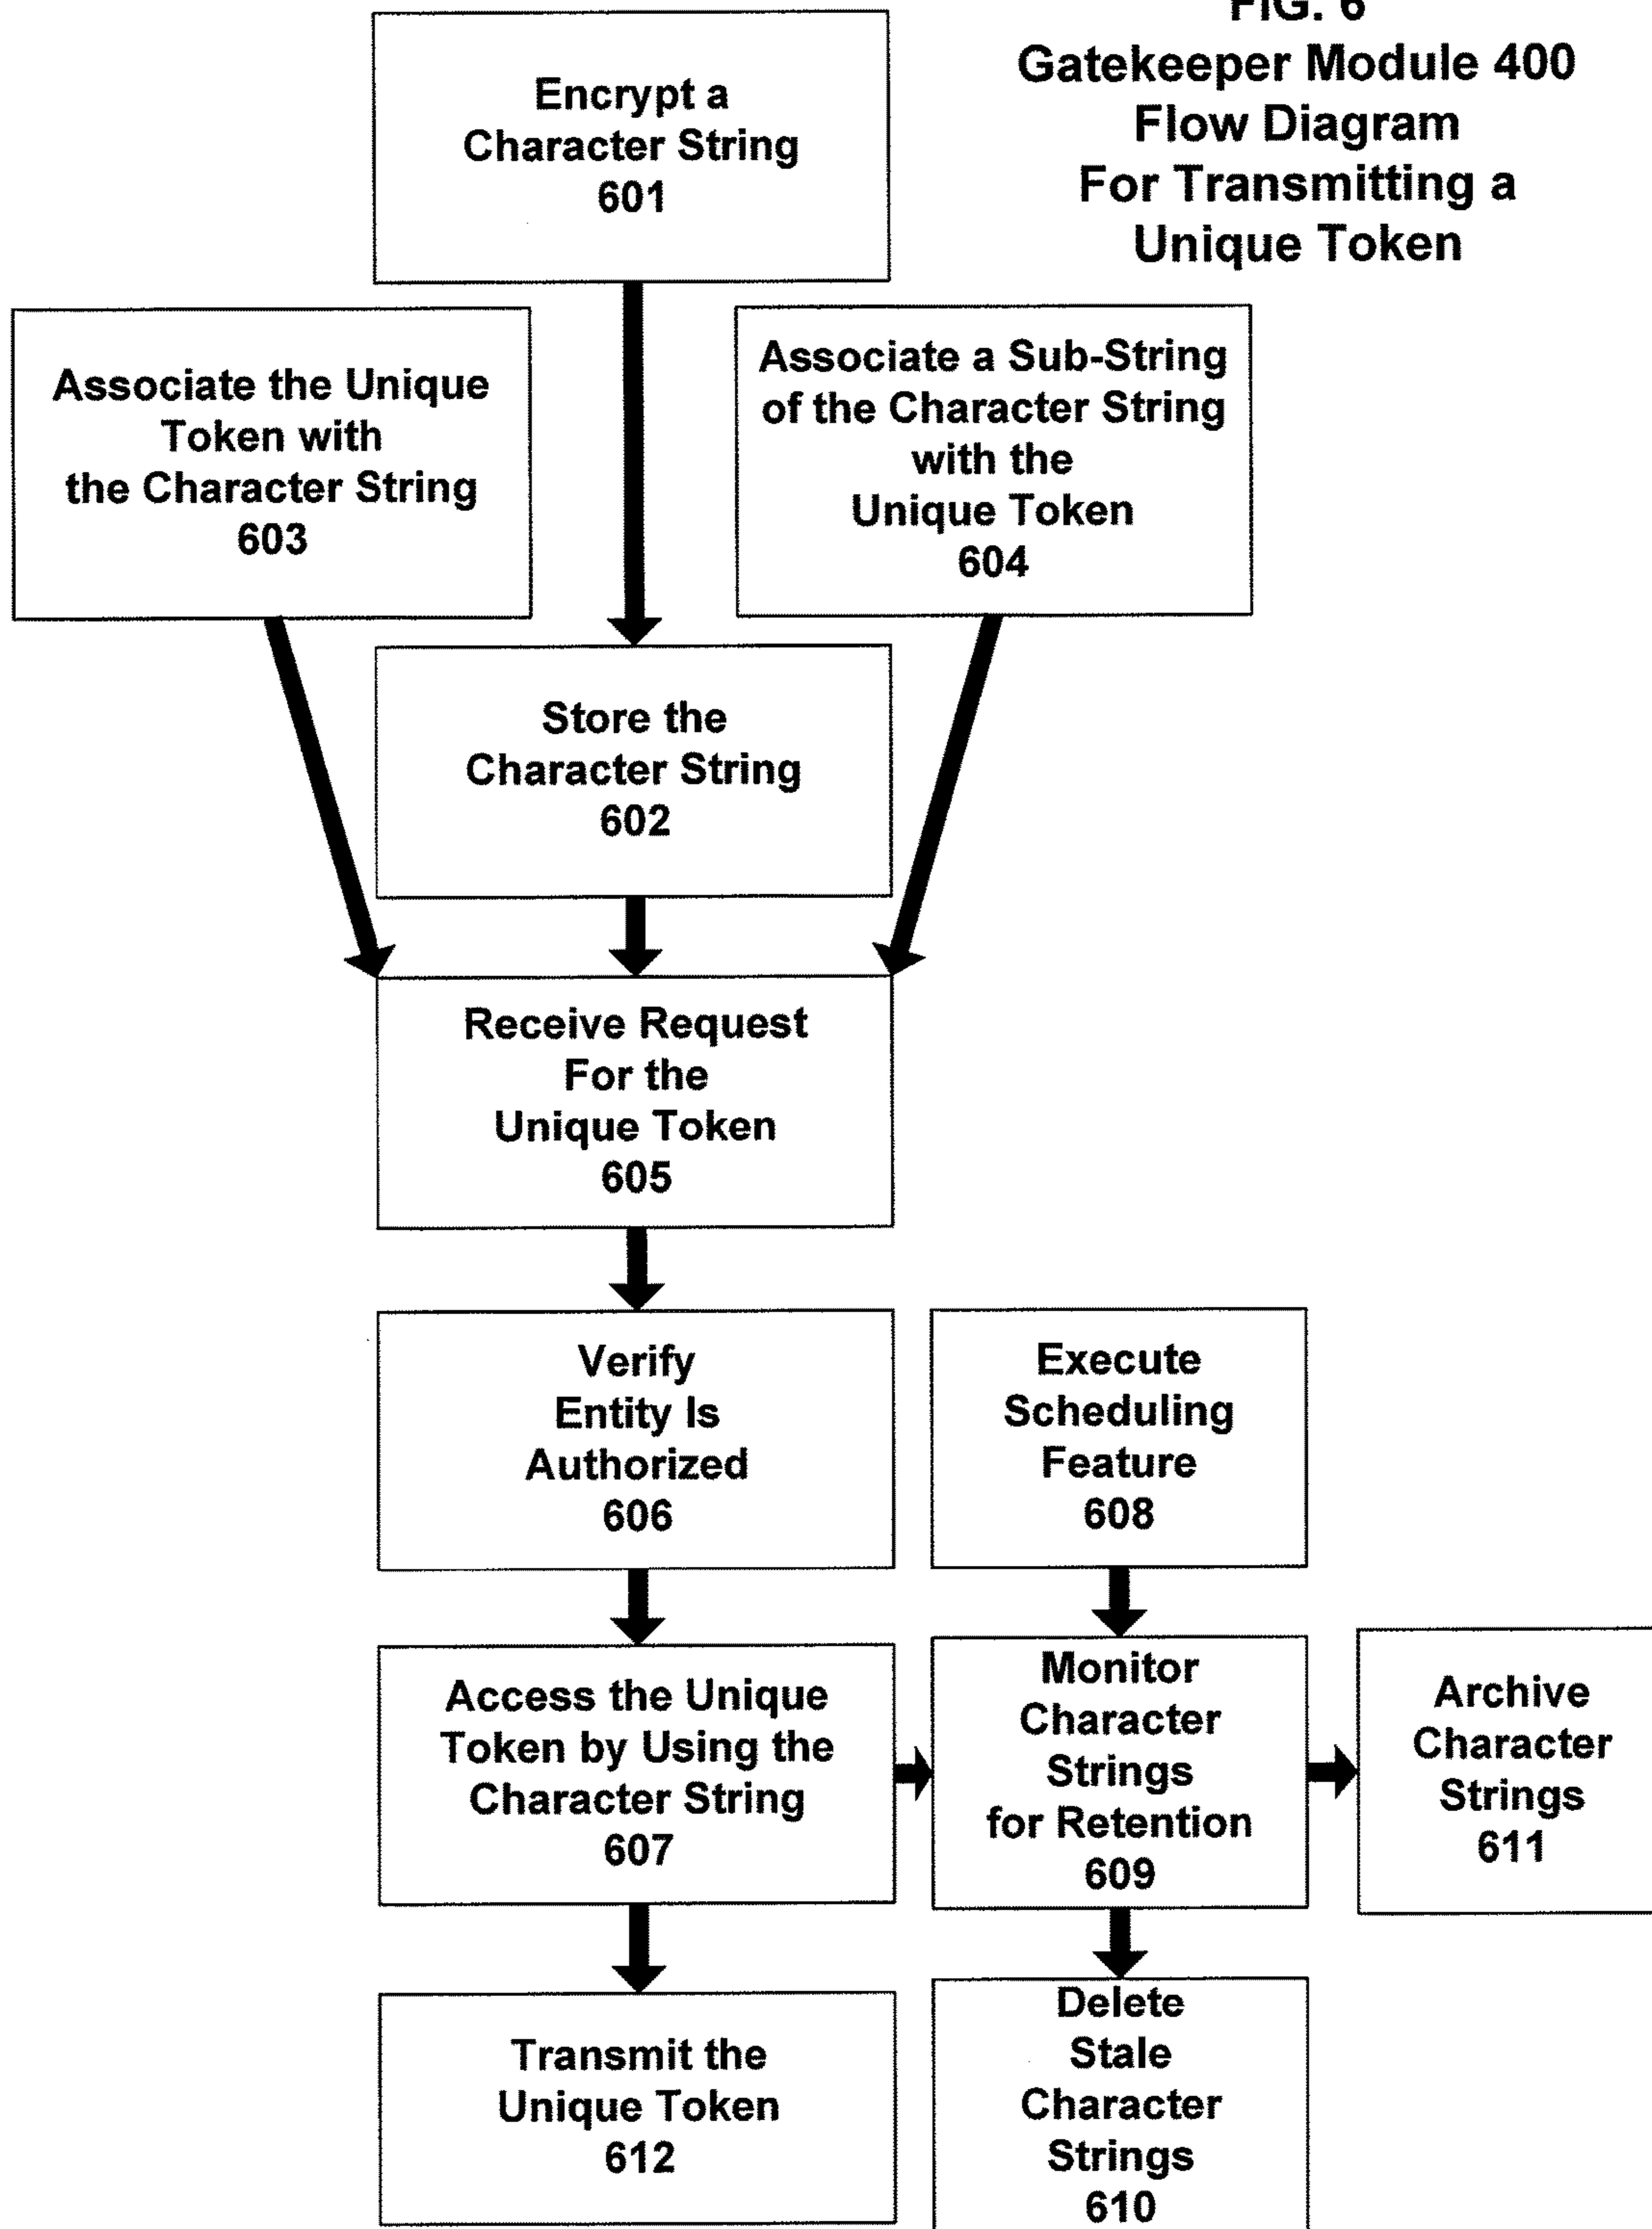 FIG. 6
Gatekeeper Module 400
Flow Diagram
For Transmitting a
Unique Token
Encrypt a
Character String
601
Associate the Unique
Token with
the Character String
603
Associate a Sub-String
of the Character String
with the
Unique Token
604
Store the
Character String
602
Receive Request
For the
Unique Token
605
Verify
Entity Is
Authorized
606
Execute
Scheduling
Feature
608
Access the Unique
Token by Using the
Character String
607
Monitor
Character
Strings
for Retention
609
Archive
Character
Strings
611
Transmit the
Unique Token
612
Delete
Stale
Character
Strings
610